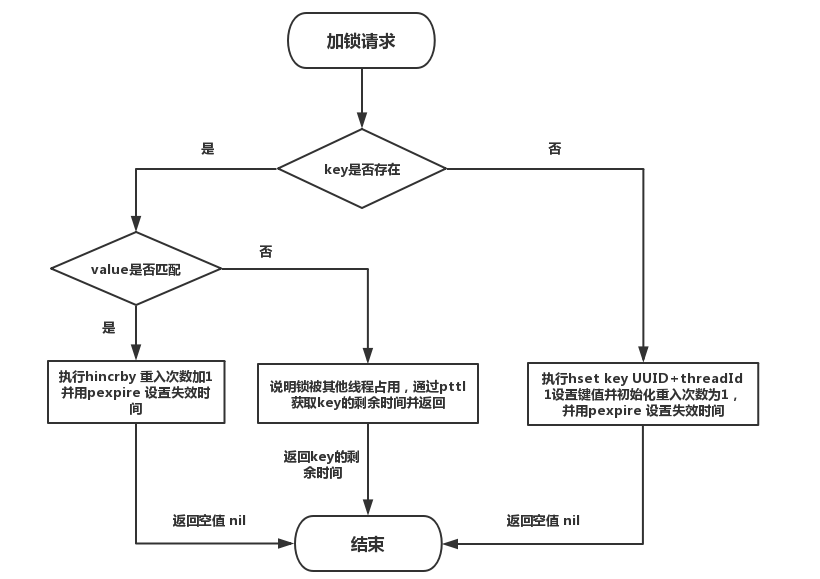 加锁请求
是
否
key是否存在
否
value是否匹配
是
执行hincrby 重入次数加1
并用pexpire 设置失效时
间
说明锁被其他线程占用，通过pttl
获取key的剩余时间并返回
执行hset key UUID+threadId
1设置键值并初始化重入次数为1，
并用pexpire 设置失效时间
返回key的剩
余时间
返回空值 nil
返回空值 nil
结束